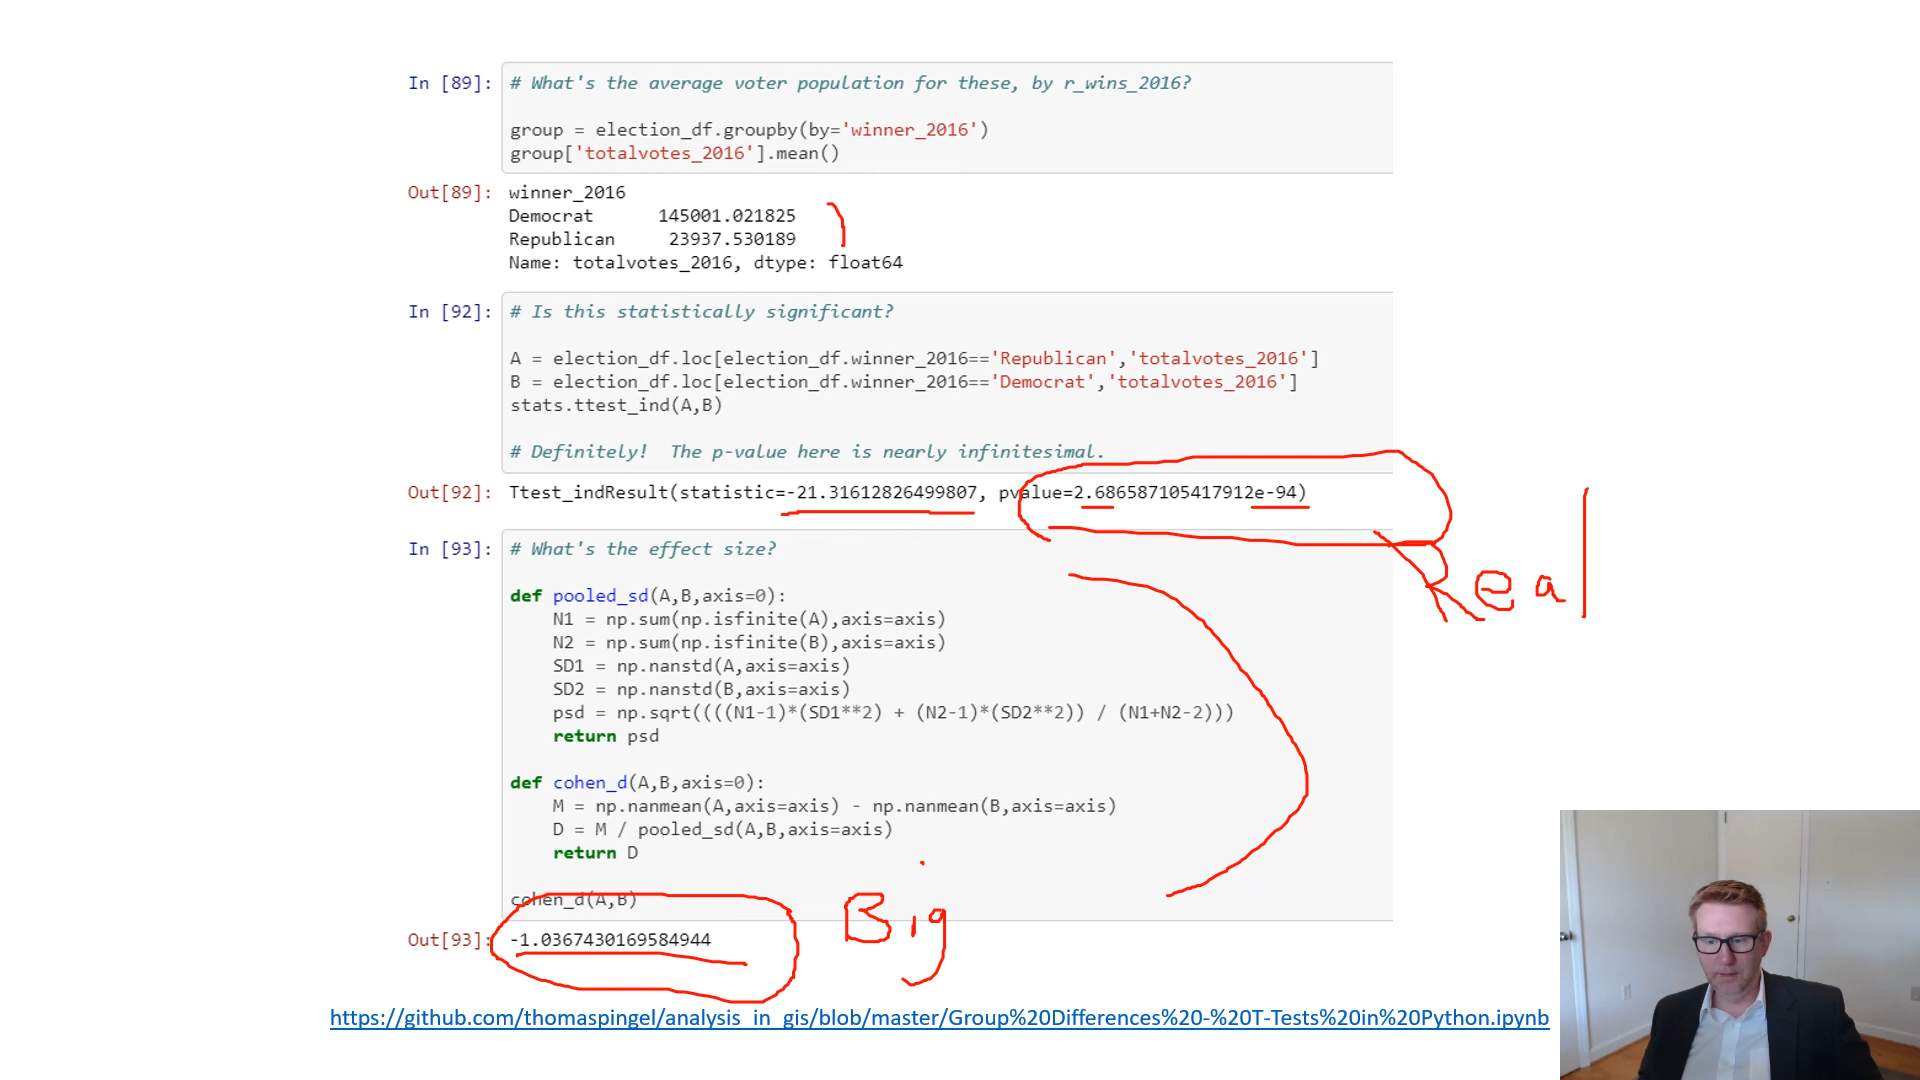 In [89]: # What's the average voter population for these, by r_wins_2016?
group = election_df.groupby(by='winner_2016')
group['totalvotes_2016'].mean()
Out[89]: winner_2016
Democrat 145001.021825
Republican 23937.530189
Name: totalvotes_2016, dtype: float64
In [92]: # Is this statistically significant?
A = election_df.loc[election_df.winner_2016=='Republican','totalvotes_2016']
B = election_df.loc[election_df.winner_2016=='Democrat','totalvotes_2016']
stats.ttest_ind(A,B)
# Definitely! The p-value here is nearly infinitesimal.
Out[92]: Ttest_indResult(statistic=-21.31612826499807, pvalue=2.686587105417912e-94)
Real
In [93]: # What's the effect size?
def pooled_sd(A,B,axis=0):
N1 = np.sum(np.isfinite(A),axis=axis)
N2 = np.sum(np.isfinite(B),axis=axis)
SD1 = np.nanstd(A,axis=axis)
SD2 = np.nanstd(B,axis=axis)
psd = np.sqrt((((N1-1)*(SD1**2) + (N2-1)*(SD2**2)) / (N1+N2-2)))
return psd
def cohen_d(A,B,axis=0):
M = np.nanmean(A,axis=axis) - np.nanmean(B,axis=axis)
D = M / pooled_sd(A,B,axis=axis)
return D
cohen_d(A,B)
Big
Out[93]: -1.0367430169584944
https://github.com/thomaspingel/analysis_in_gis/blob/master/Group%20Differences%20-%20T-Tests%20in%20Python.ipynb